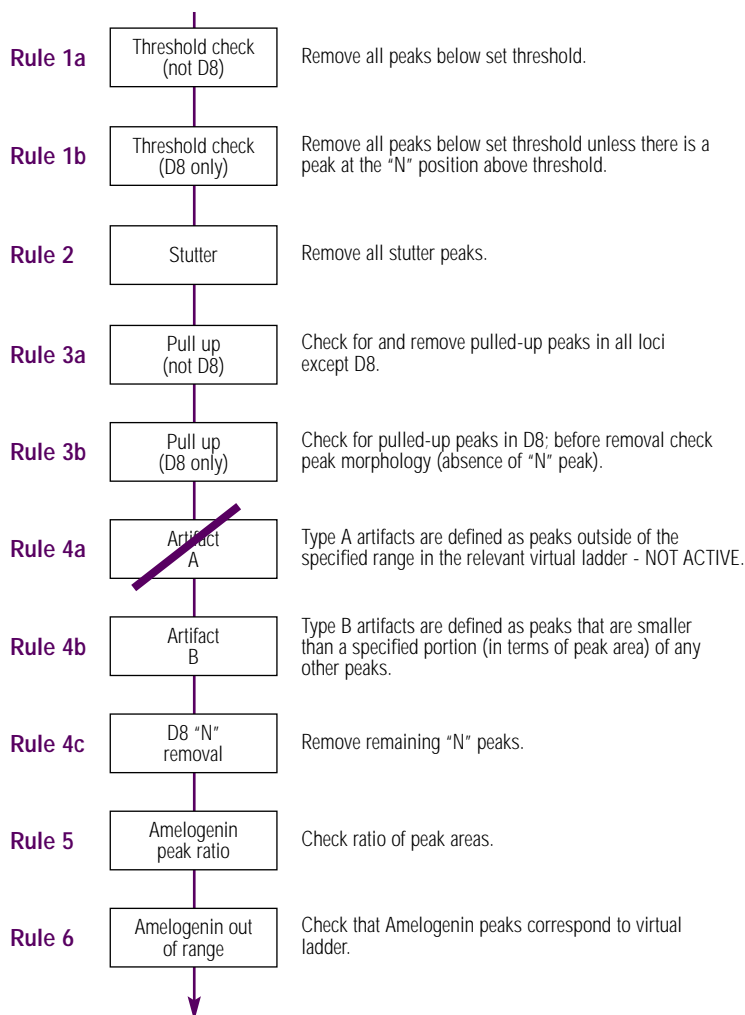 Rule 1a
Threshold check
(not D8)
Remove all peaks below set threshold.
Rule 1b
Threshold check
(D8 only)
Remove all peaks below set threshold unless there is a
peak at the “N” position above threshold.
Rule 2
Stutter
Remove all stutter peaks.
Rule 3a
Pull up
(not D8)
Check for and remove pulled-up peaks in all loci
except D8.
Rule 3b
Pull up
(D8 only)
Check for pulled-up peaks in D8; before removal check
peak morphology (absence of “N” peak).
Rule 4a
Artifact
A
Type A artifacts are defined as peaks outside of the
specified range in the relevant virtual ladder - NOT ACTIVE.
Rule 4b
Artifact
B
Type B artifacts are defined as peaks that are smaller
than a specified portion (in terms of peak area) of any
other peaks.
Rule 4c
D8 “N”
removal
Remove remaining “N” peaks.
Rule 5
Amelogenin
peak ratio
Check ratio of peak areas.
Rule 6
Amelogenin out
of range
Check that Amelogenin peaks correspond to virtual
ladder.